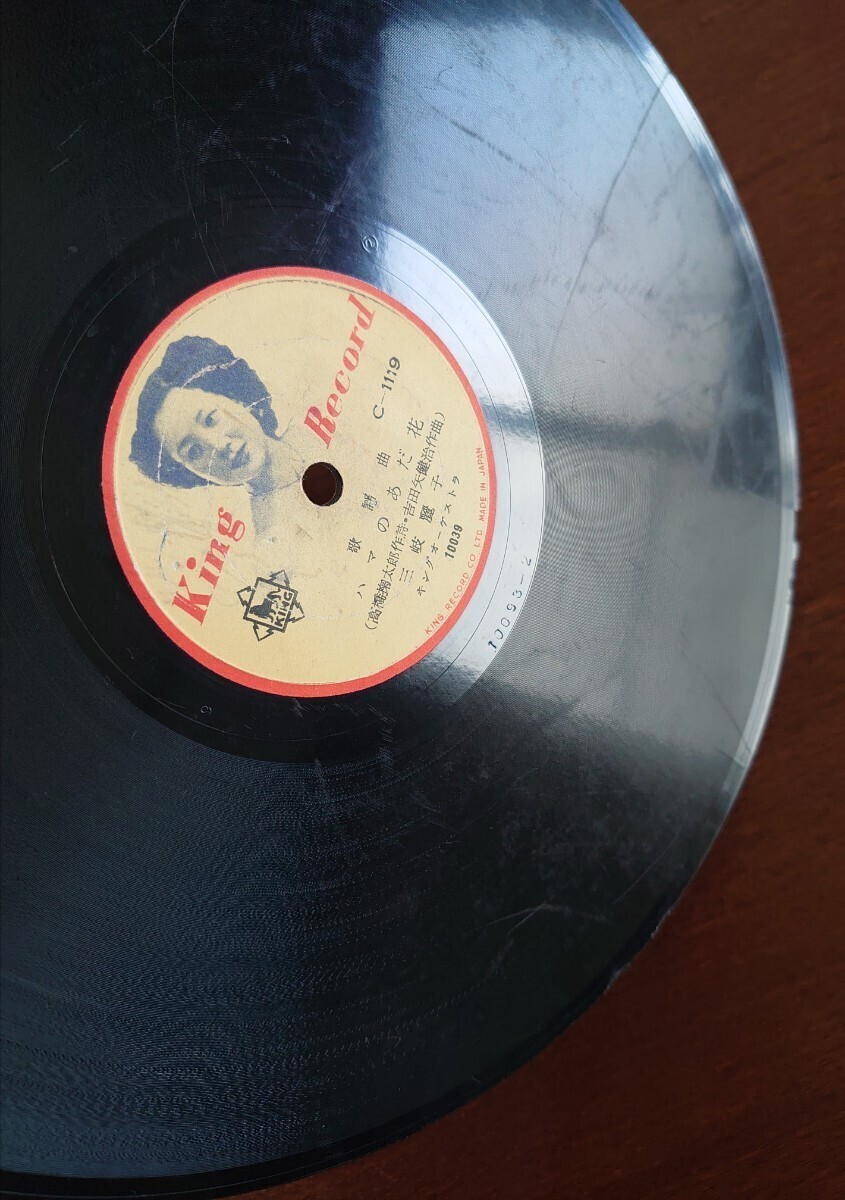 King Record
KING
C-1119
歌謡曲
ハマのあだ花
(高橋掬太郎作詩・吉田矢健治作曲)
三岐麗子
キングオーケストラ
10039
KING RECORD CO. LTD. MADE IN JAPAN
10093-2